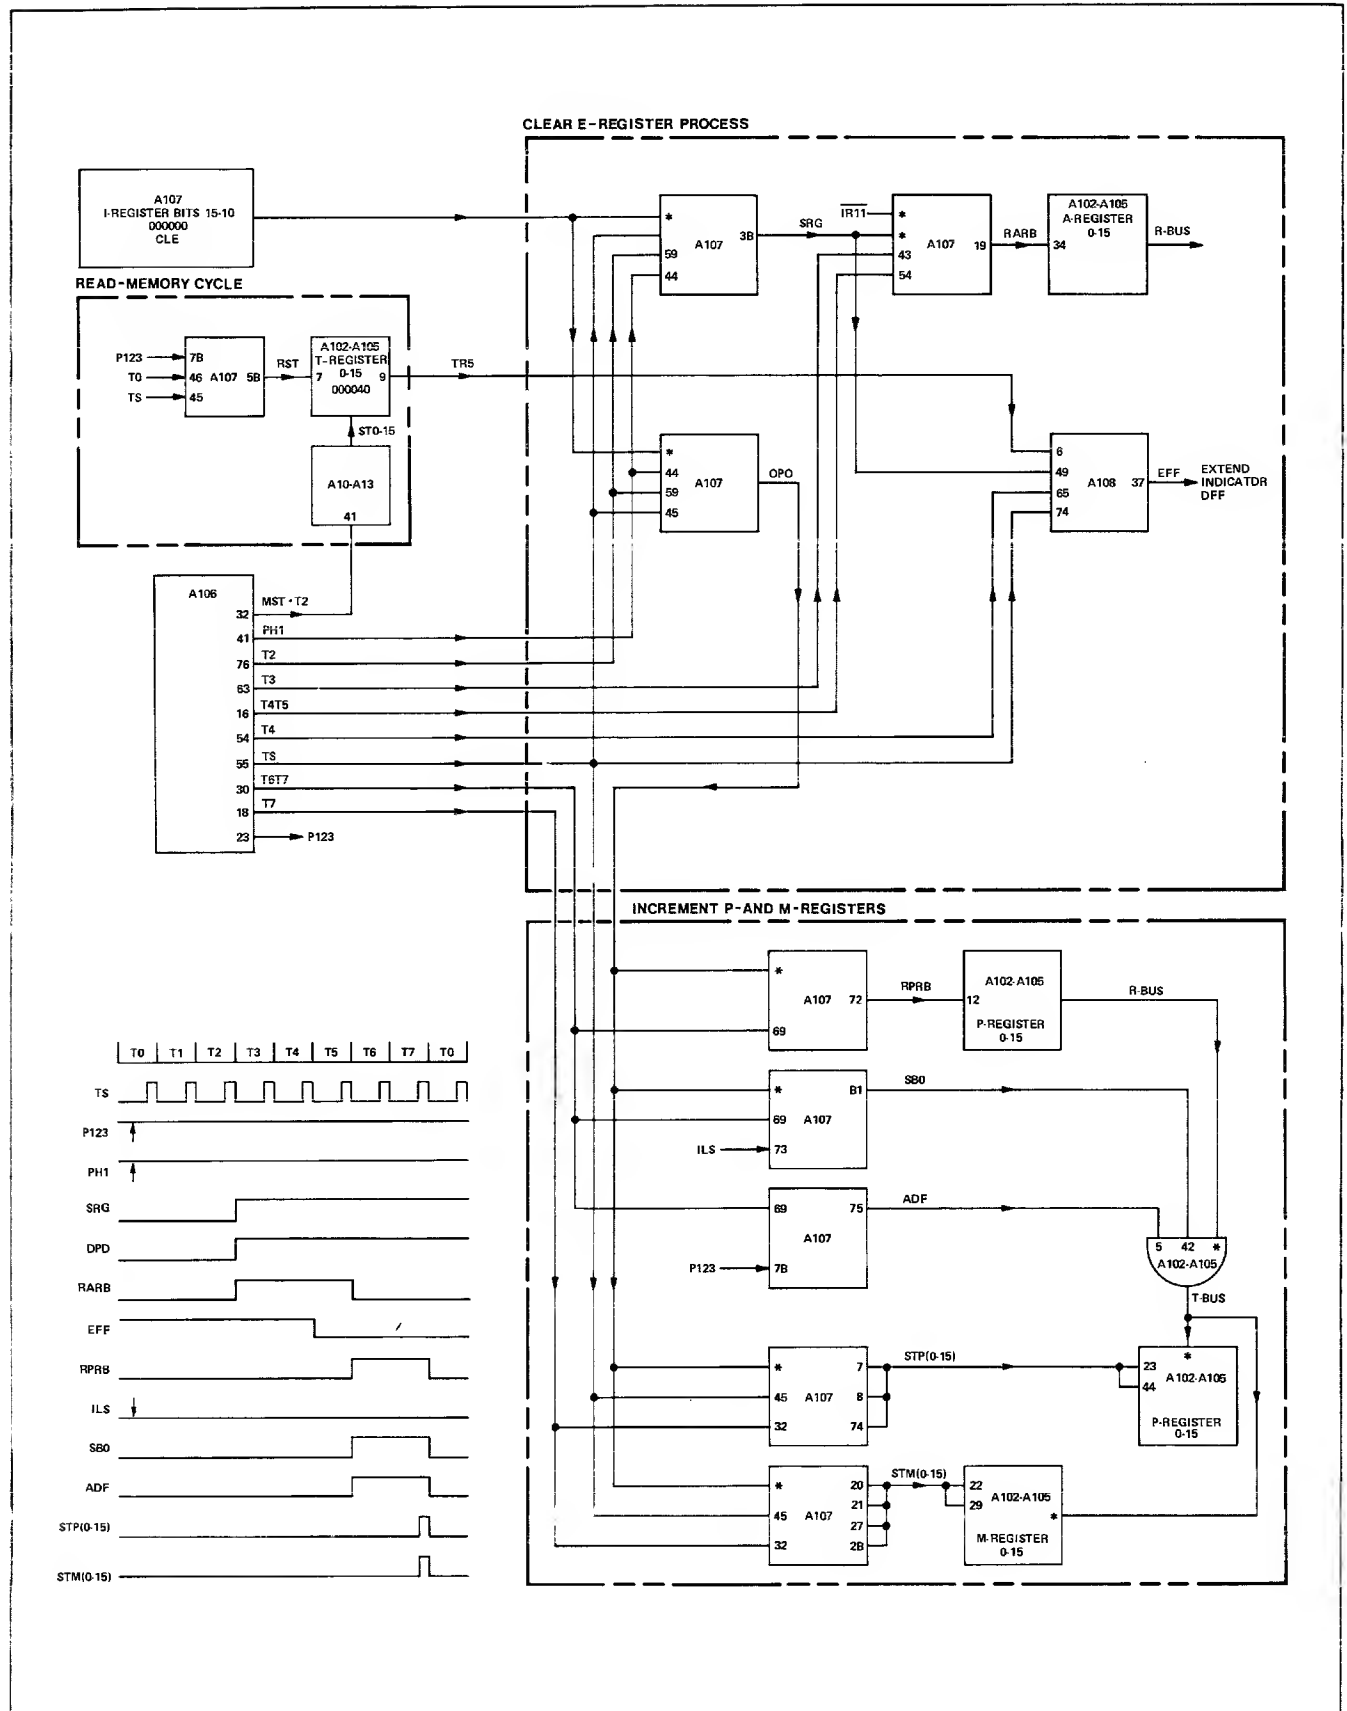 CLEAR E-REGISTER PROCESS
A107
I-REGISTER BITS 15-10
000000
CLE
READ-MEMORY CYCLE
P123
T0
TS
7B
46
45
A107
5B
RST
A102-A105
T-REGISTER
0-15
000040
7
9
ST0-15
A10-A13
41
TR5
*
59
44
A107
3B
SRG
IR11
*
*
43
54
A107
19
RARB
A102-A105
A-REGISTER
0-15
34
R-BUS
*
44
59
45
A107
OPO
6
49
65
74
A108
37
EFF
EXTEND
INDICATOR
OFF
A106
32 MST·T2
41 PH1
76 T2
63 T3
16 T4T5
54 T4
55 TS
30 T6T7
18 T7
23 P123
INCREMENT P-AND M-REGISTERS
*
69
A107
72
RPRB
A102-A105
12
P-REGISTER
0-15
R-BUS
*
69
ILS
73
A107
B1
SB0
69
P123
7B
A107
75
ADF
5 42 *
A102-A105
T-BUS
*
45
32
A107
7
8
74
STP(0-15)
*
23
44
A102-A105
P-REGISTER
0-15
*
45
32
A107
20
21
27
2B
STM(0-15)
22
29
A102-A105
*
M-REGISTER
0-15
T0 T1 T2 T3 T4 T5 T6 T7 T0
TS
P123
PH1
SRG
DPD
RARB
EFF
RPRB
ILS
SB0
ADF
STP(0-15)
STM(0-15)